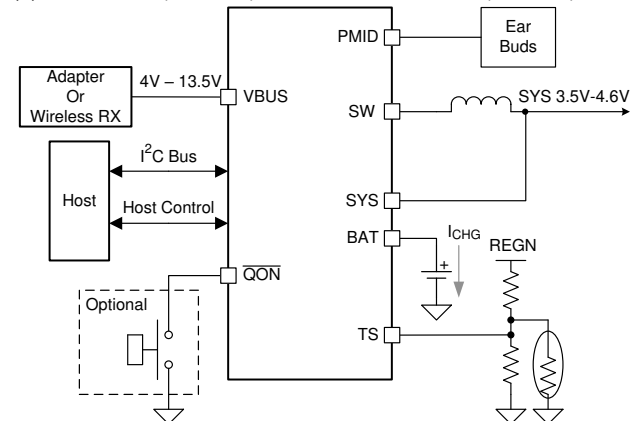 PMID
Ear
Buds
Adapter
Or
Wireless RX
4V – 13.5V
VBUS
SW
SYS 3.5V-4.6V
I²C Bus
Host
Host Control
SYS
BAT
I_CHG
+
REGN
QON
Optional
TS